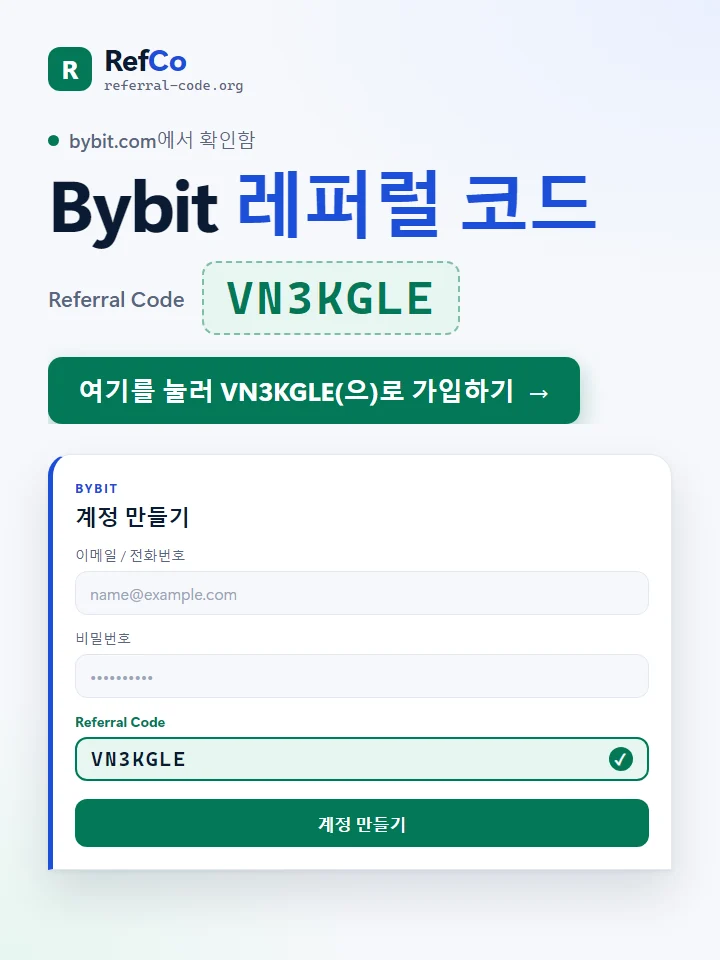 R
RefCo
referral-code.org
bybit.com에서 확인함
Bybit 레퍼럴 코드
Referral Code
VN3KGLE
여기를 눌러 VN3KGLE(으)로 가입하기 →
BYBIT
계정 만들기
이메일 / 전화번호
name@example.com
비밀번호
••••••••••
Referral Code
VN3KGLE
계정 만들기